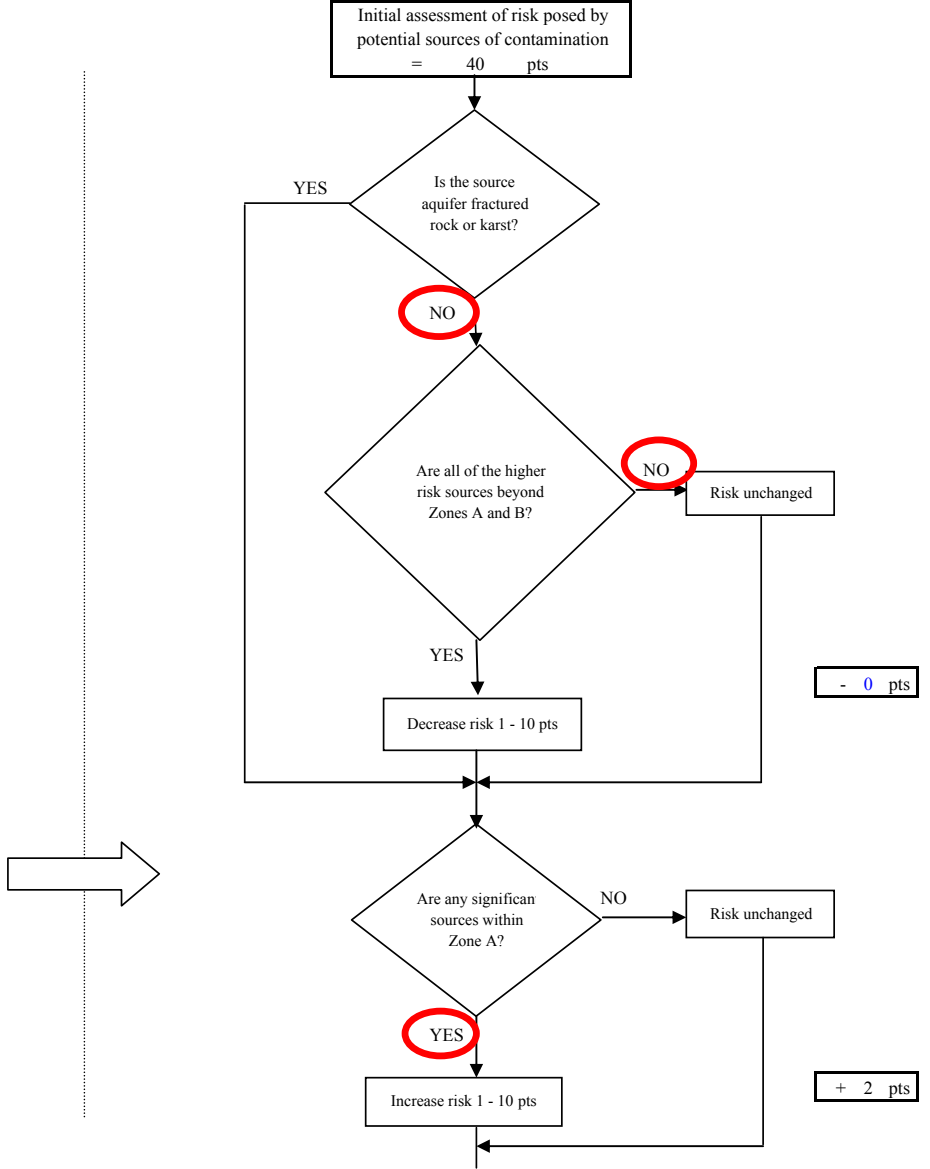 Initial assessment of risk posed by
potential sources of contamination
= 40 pts
YES
Is the source
aquifer fractured
rock or karst?
NO
Are all of the higher
risk sources beyond
Zones A and B?
NO
Risk unchanged
YES
- 0 pts
Decrease risk 1 - 10 pts
Are any significant
sources within
Zone A?
NO
Risk unchanged
YES
Increase risk 1 - 10 pts
+ 2 pts